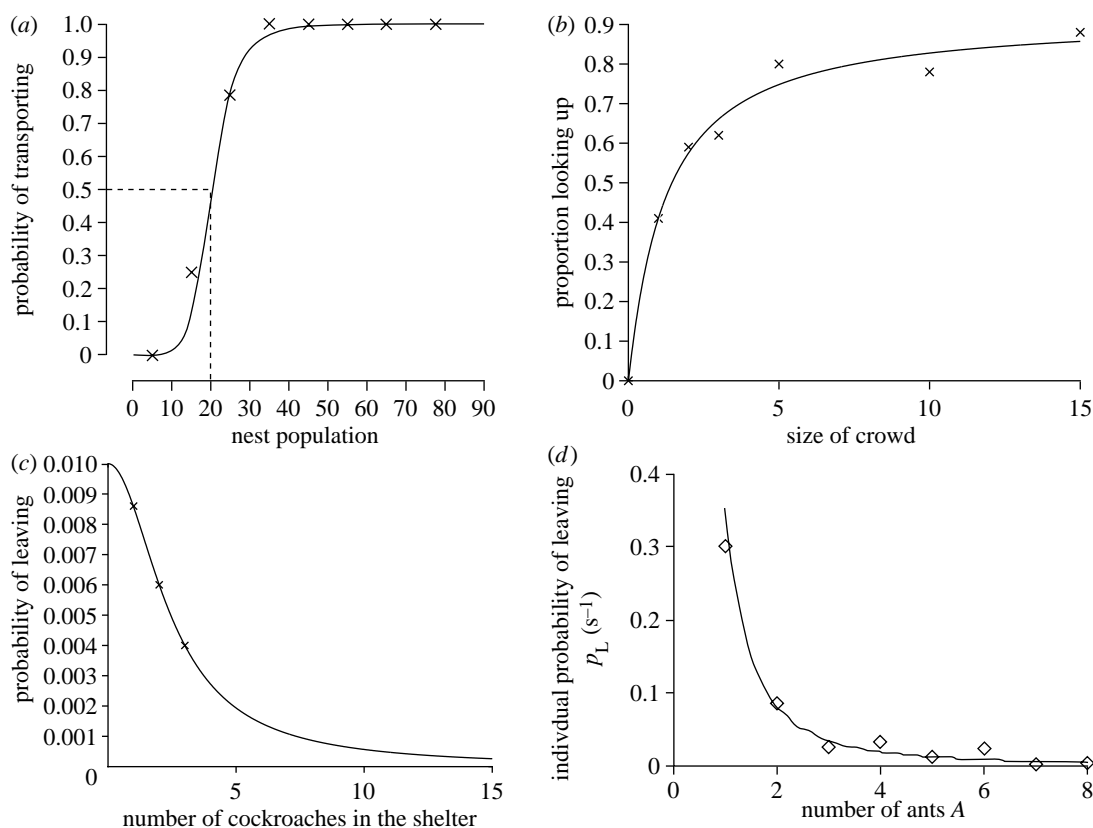 (a)
1.0
0.9
0.8
0.7
0.6
0.5
0.4
0.3
0.2
0.1
0
probability of transporting
0 10 20 30 40 50 60 70 80 90
nest population
(b)
0.9
0.8
0.7
0.6
0.5
0.4
0.3
0.2
0.1
0
proportion looking up
0 5 10 15
size of crowd
(c)
0.010
0.009
0.008
0.007
0.006
0.005
0.004
0.003
0.002
0.001
0
probability of leaving
5 10 15
number of cockroaches in the shelter
(d)
0.4
0.3
0.2
0.1
0
indivdual probability of leaving
pL (s⁻¹)
0 2 4 6 8
number of ants A